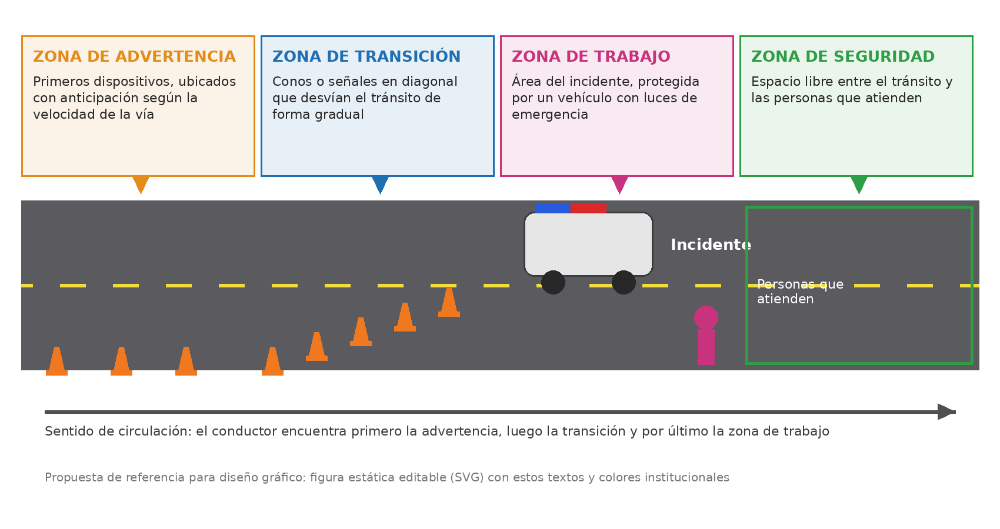 ZONA DE ADVERTENCIA
Primeros dispositivos, ubicados
con anticipación según la
velocidad de la vía
ZONA DE TRANSICIÓN
Conos o señales en diagonal
que desvían el tránsito de
forma gradual
ZONA DE TRABAJO
Área del incidente, protegida
por un vehículo con luces de
emergencia
ZONA DE SEGURIDAD
Espacio libre entre el tránsito y
las personas que atienden
Incidente
Personas que
atienden
Sentido de circulación: el conductor encuentra primero la advertencia, luego la transición y por último la zona de trabajo
Propuesta de referencia para diseño gráfico: figura estática editable (SVG) con estos textos y colores institucionales